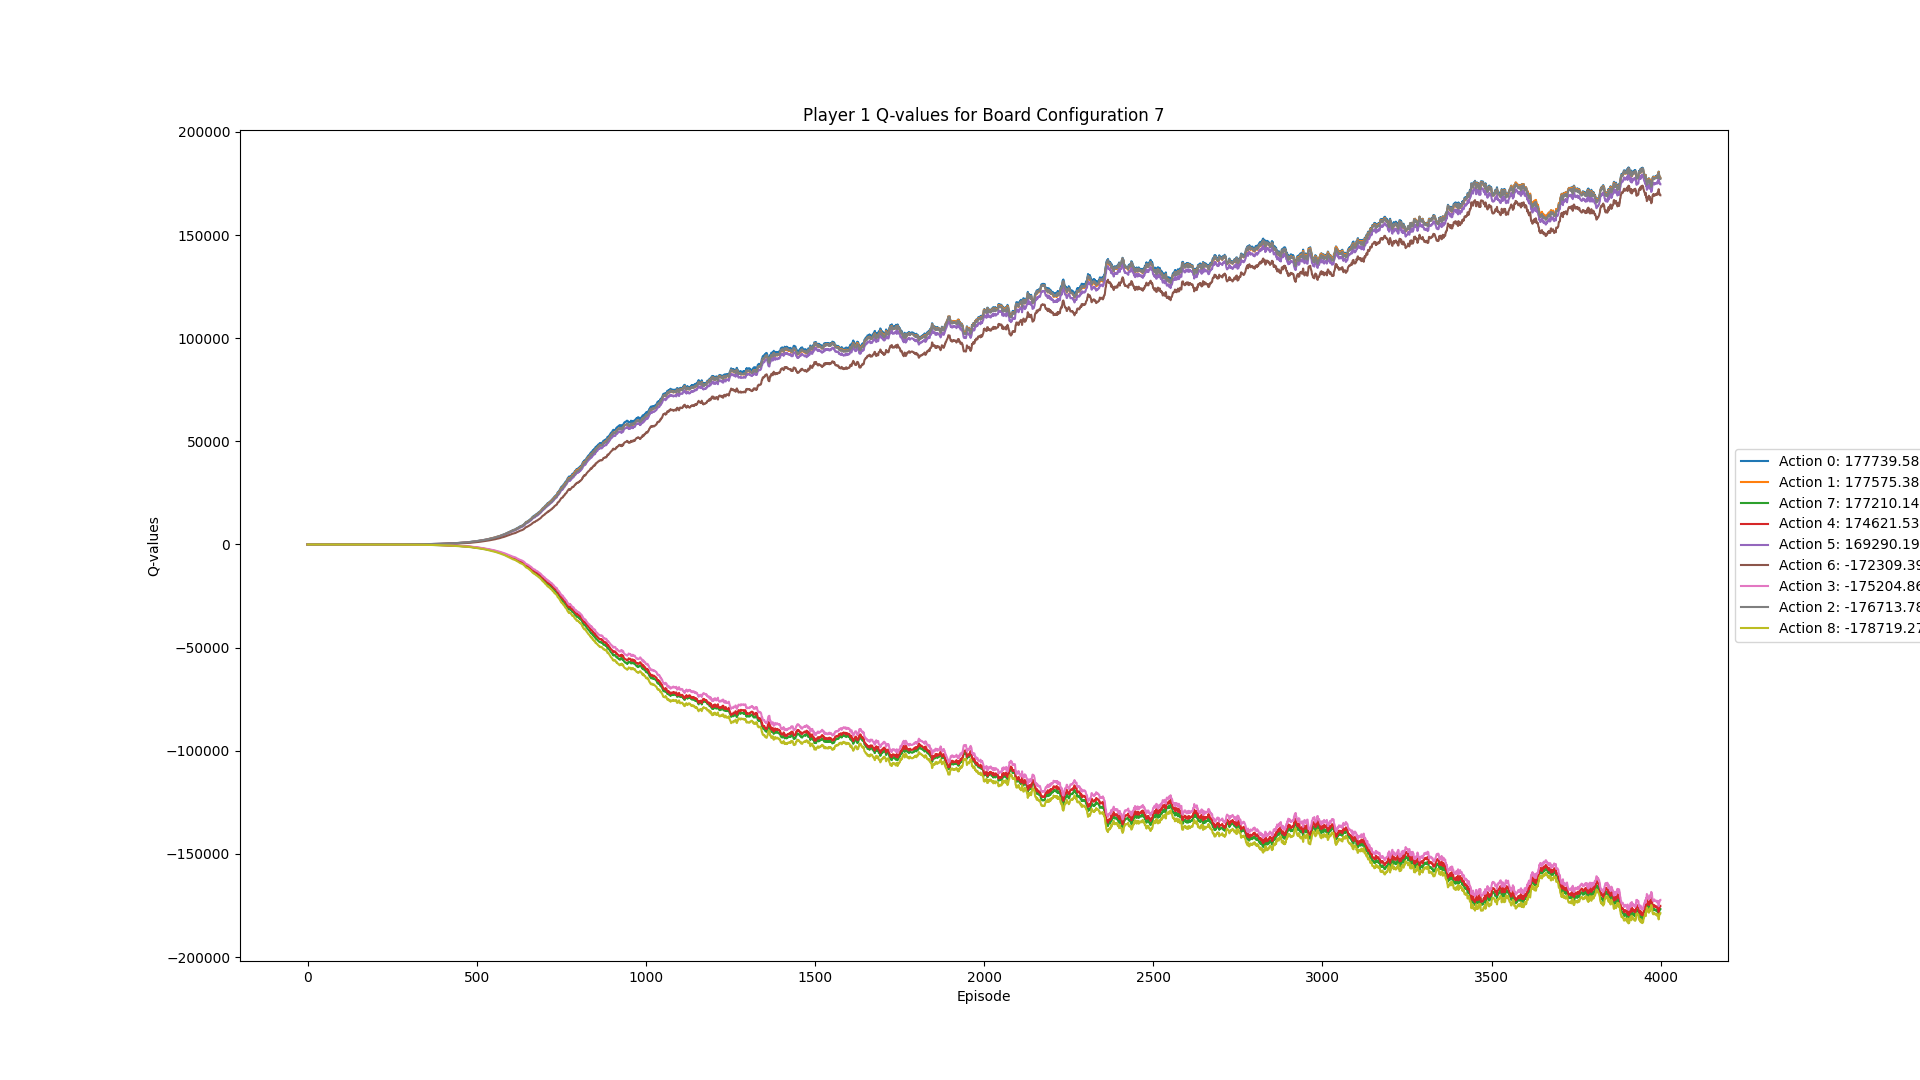 Player 1 Q-values for Board Configuration 7
200000
150000
100000
50000
0
−50000
−100000
−150000
−200000
Q-values
0
500
1000
1500
2000
2500
3000
3500
4000
Episode
Action 0: 177739.58
Action 1: 177575.38
Action 7: 177210.14
Action 4: 174621.53
Action 5: 169290.19
Action 6: -172309.39
Action 3: -175204.86
Action 2: -176713.78
Action 8: -178719.27